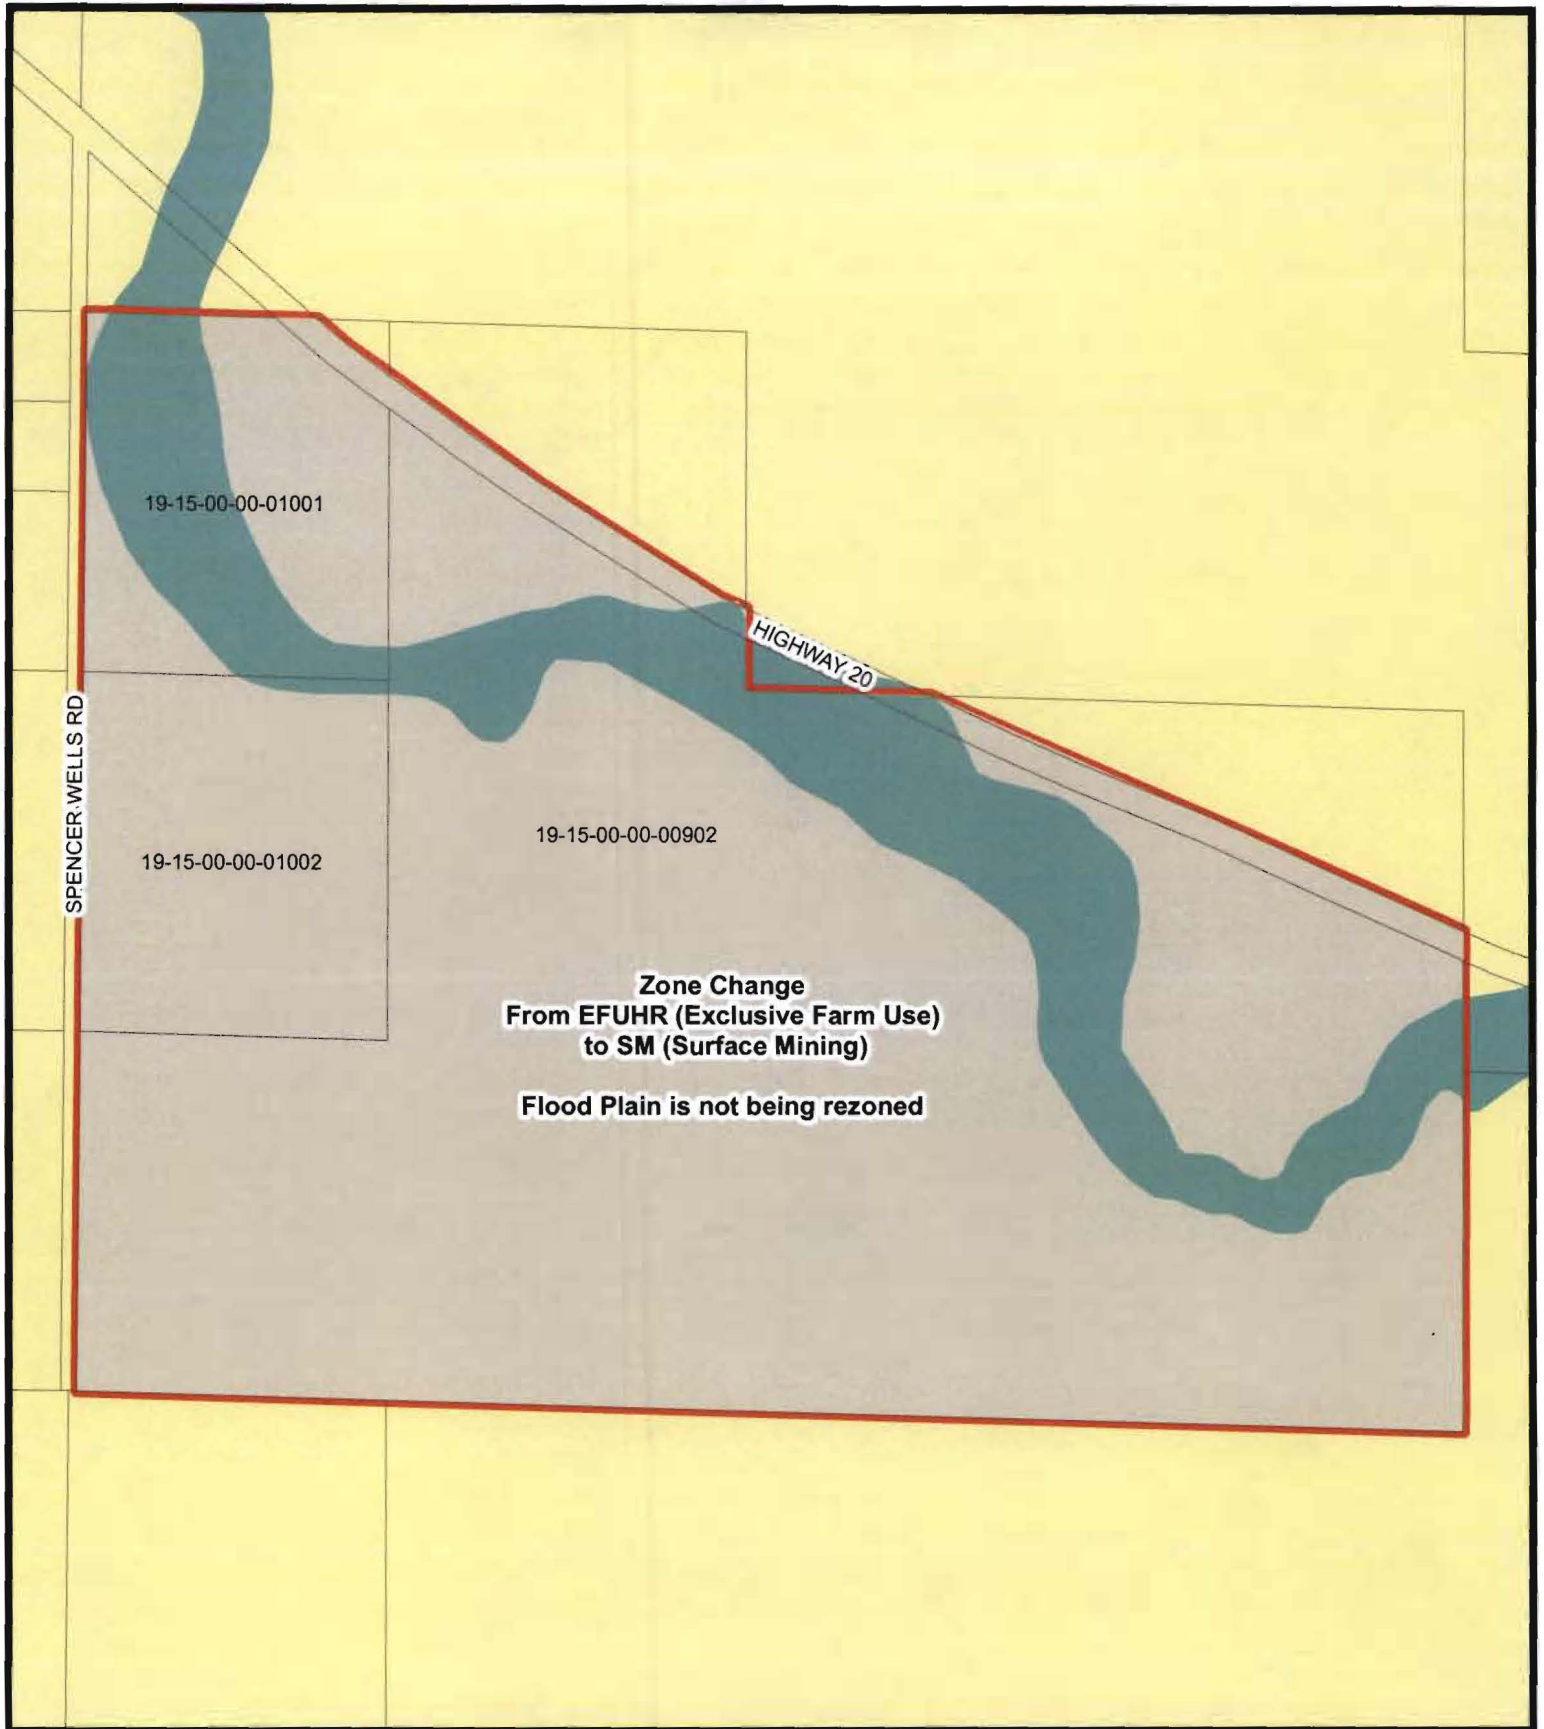 19-15-00-00-01001
HIGHWAY 20
SPENCER WELLS RD
19-15-00-00-00902
19-15-00-00-01002
Zone Change
From EFUHR (Exclusive Farm Use)
to SM (Surface Mining)
Flood Plain is not being rezoned